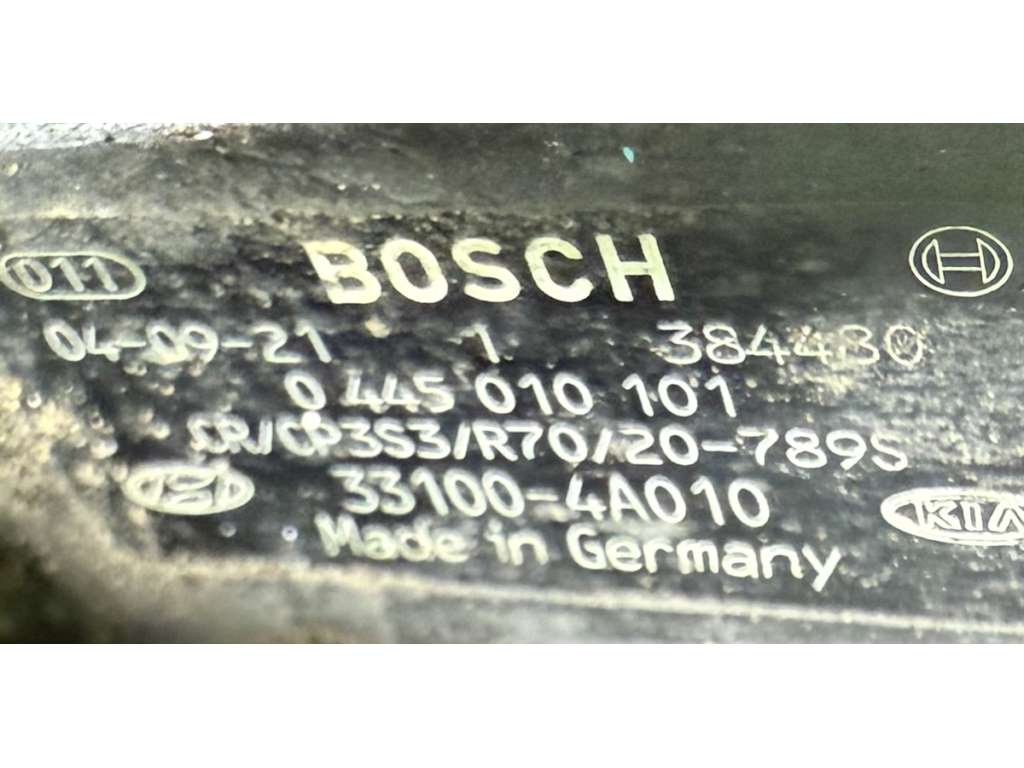 011 BOSCH
04-09-21 1 384480
0 445 010 101
CR/CP3S3/R70/20-789S
33100-4A010 KIA
Made in Germany